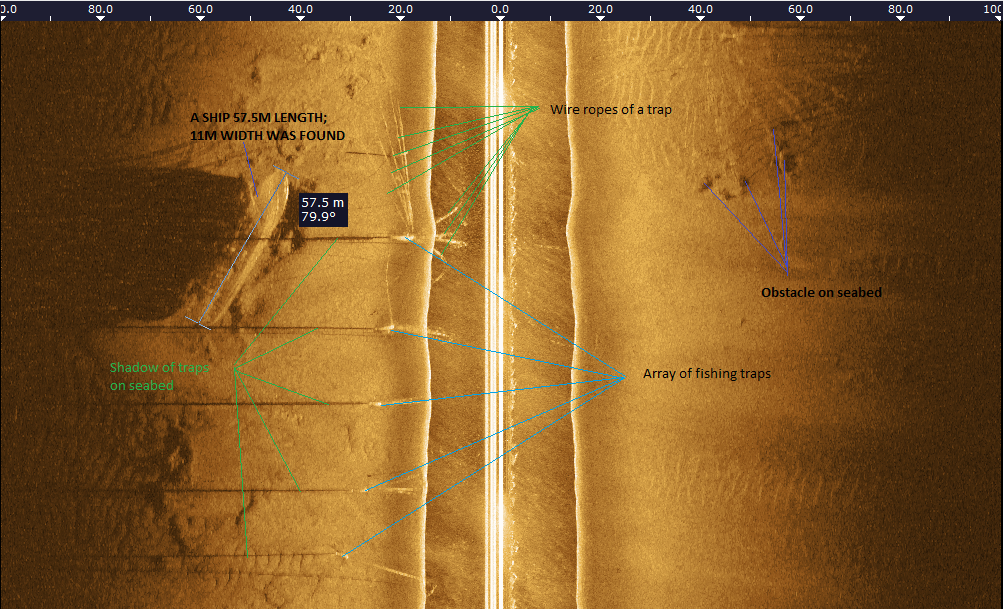 0.0 80.0 60.0 40.0 20.0 0.0 20.0 40.0 60.0 80.0 100
Wire ropes of a trap
A SHIP 57.5M LENGTH;
11M WIDTH WAS FOUND
57.5 m
79.9°
Obstacle on seabed
Shadow of traps
on seabed
Array of fishing traps